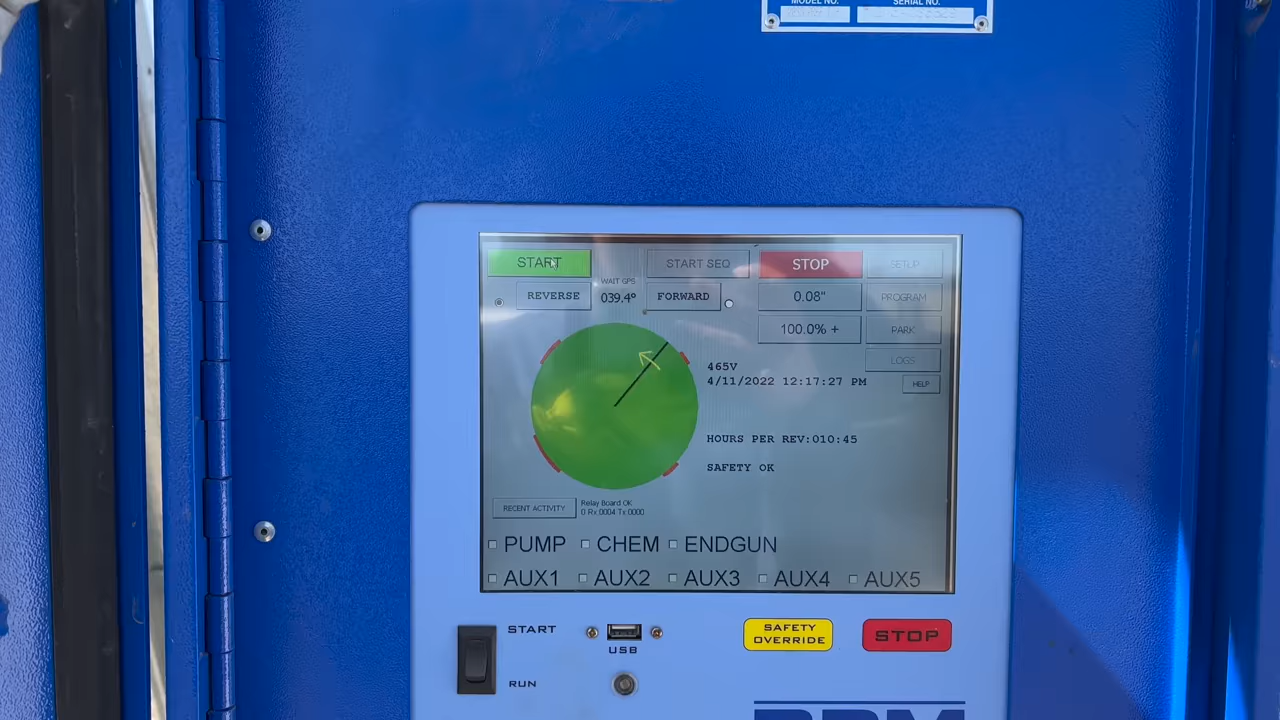 MODEL NO. SERIAL NO.
START START SEQ STOP SETUP
WAIT GPS
REVERSE 039.4° FORWARD 0.08" PROGRAM
100.0% + PARK
465V LOGS
4/11/2022 12:17:27 PM HELP
HOURS PER REV:010:45
SAFETY OK
RECENT ACTIVITY Relay Board OK
0 Rx:0004 Tx:0000
PUMP CHEM ENDGUN
AUX1 AUX2 AUX3 AUX4 AUX5
START SAFETY OVERRIDE STOP
USB
RUN